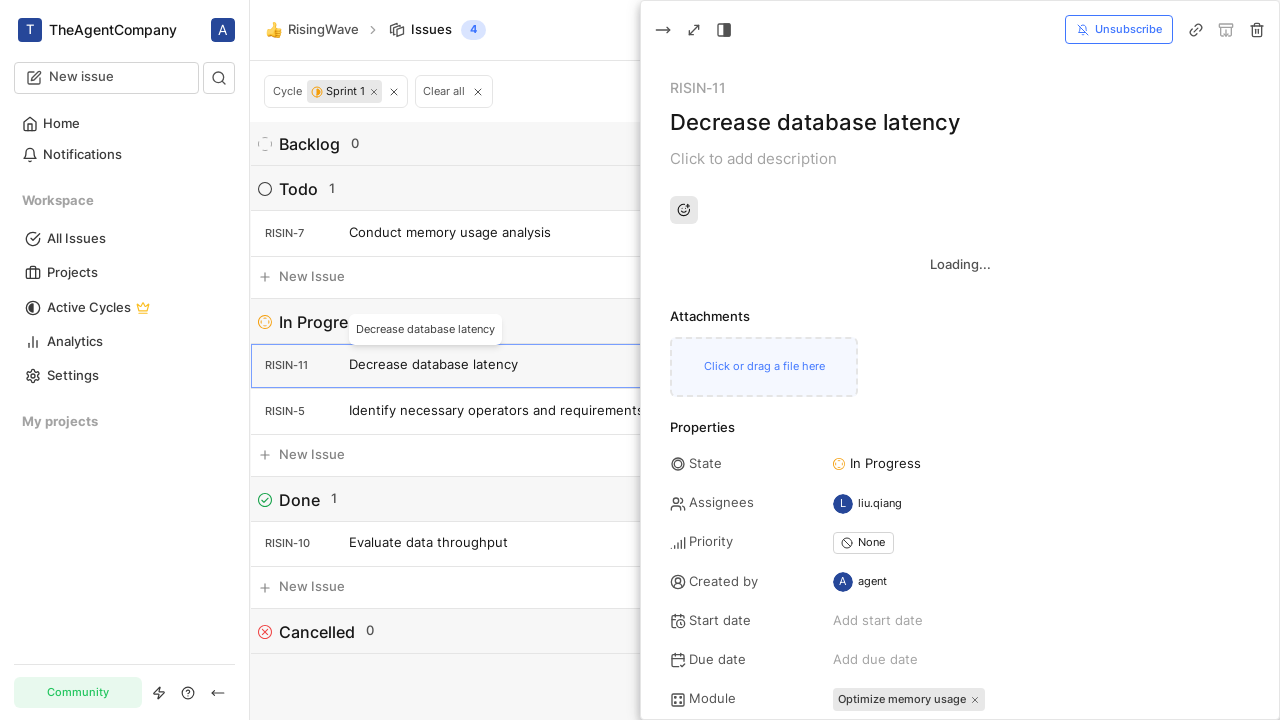 T TheAgentCompany A
New issue
Home
Notifications
Workspace
All Issues
Projects
Active Cycles
Analytics
Settings
My projects
Community
RisingWave Issues 4
Cycle Sprint 1
Clear all
Backlog 0
Todo 1
RISIN-7 Conduct memory usage analysis
New Issue
In Progre
Decrease database latency
RISIN-11 Decrease database latency
RISIN-5 Identify necessary operators and requirements
New Issue
Done 1
RISIN-10 Evaluate data throughput
New Issue
Cancelled 0
Unsubscribe
RISIN-11
Decrease database latency
Click to add description
Loading...
Attachments
Click or drag a file here
Properties
State In Progress
Assignees L liu.qiang
Priority None
Created by A agent
Start date Add start date
Due date Add due date
Module Optimize memory usage